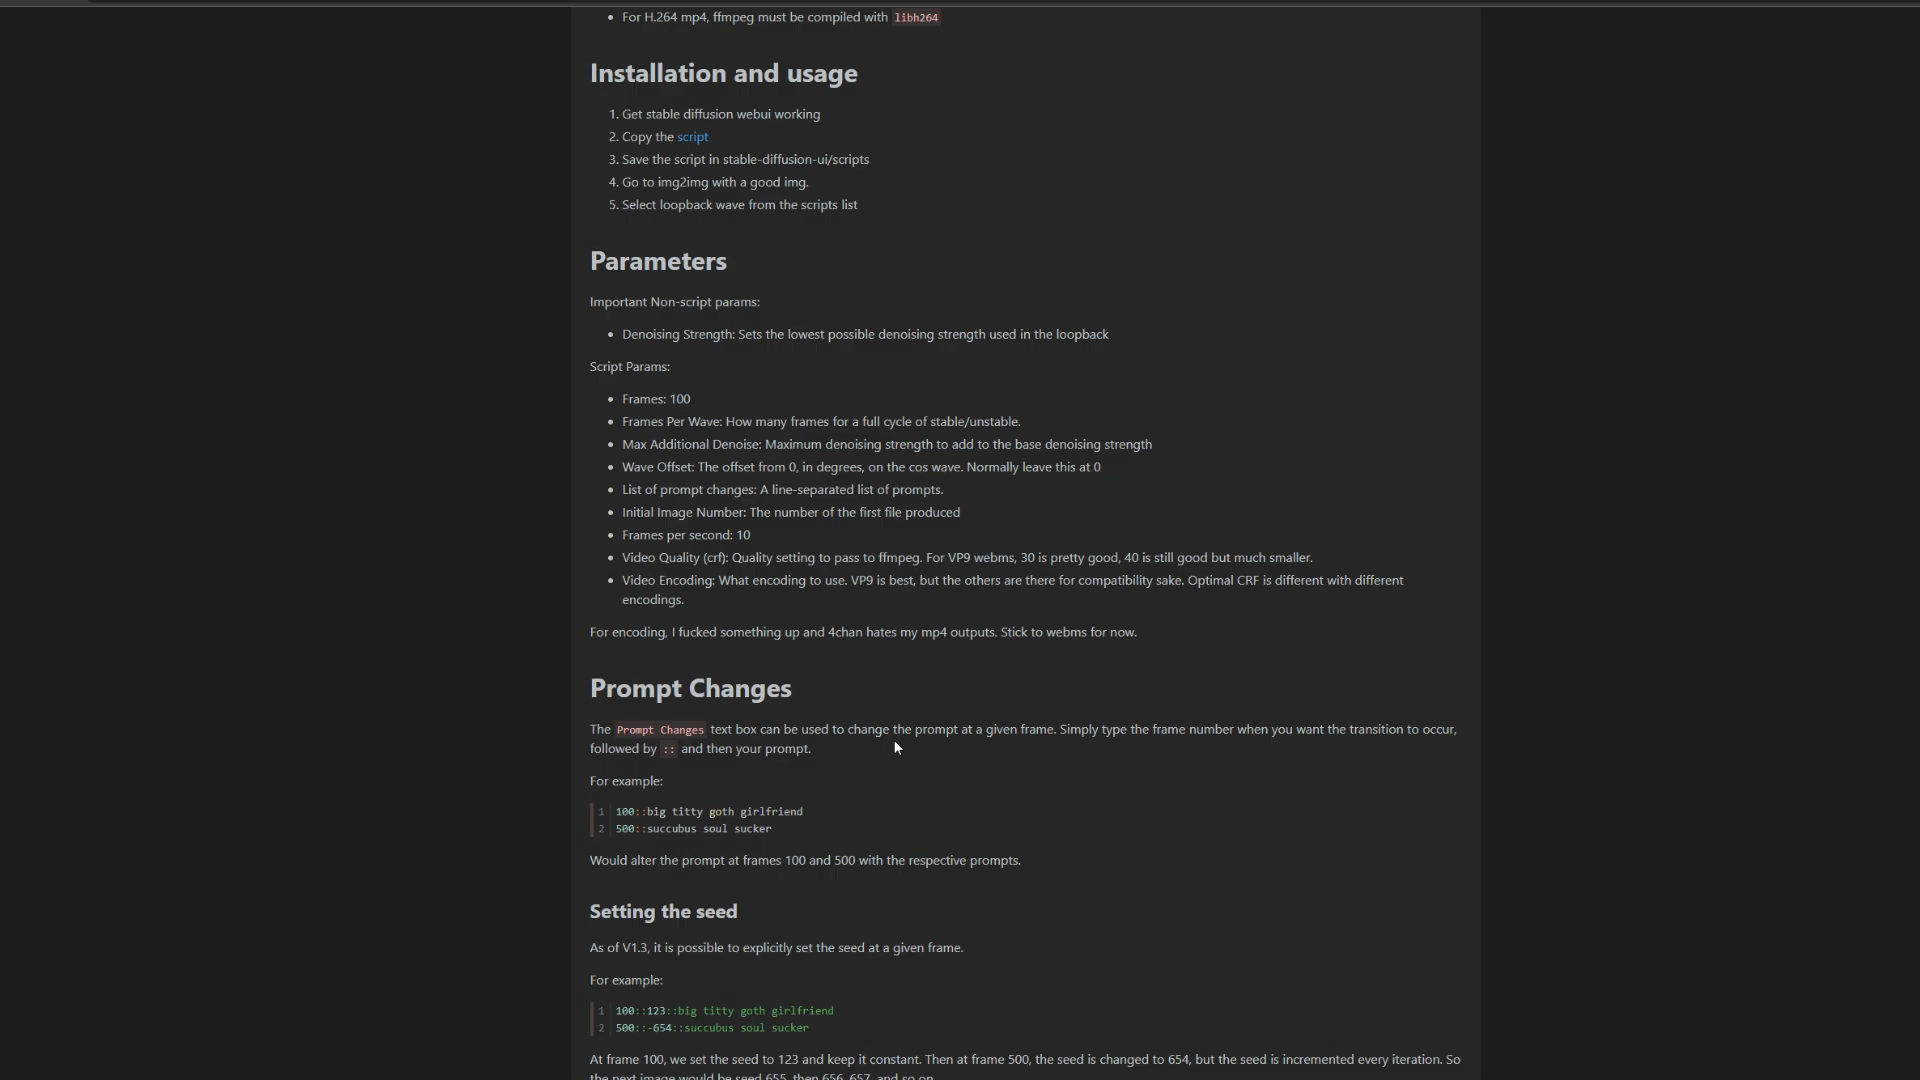 • For H.264 mp4, ffmpeg must be compiled with libh264
Installation and usage
1. Get stable diffusion webui working
2. Copy the script
3. Save the script in stable-diffusion-ui/scripts
4. Go to img2img with a good img.
5. Select loopback wave from the scripts list
Parameters
Important Non-script params:
• Denoising Strength: Sets the lowest possible denoising strength used in the loopback
Script Params:
• Frames: 100
• Frames Per Wave: How many frames for a full cycle of stable/unstable.
• Max Additional Denoise: Maximum denoising strength to add to the base denoising strength
• Wave Offset: The offset from 0, in degrees, on the cos wave. Normally leave this at 0
• List of prompt changes: A line-separated list of prompts.
• Initial Image Number: The number of the first file produced
• Frames per second: 10
• Video Quality (crf): Quality setting to pass to ffmpeg. For VP9 webms, 30 is pretty good, 40 is still good but much smaller.
• Video Encoding: What encoding to use. VP9 is best, but the others are there for compatibility sake. Optimal CRF is different with different
encodings.
For encoding, I fucked something up and 4chan hates my mp4 outputs. Stick to webms for now.
Prompt Changes
The Prompt Changes text box can be used to change the prompt at a given frame. Simply type the frame number when you want the transition to occur,
followed by :: and then your prompt.
For example:
1 100::big titty goth girlfriend
2 500::succubus soul sucker
Would alter the prompt at frames 100 and 500 with the respective prompts.
Setting the seed
As of V1.3, it is possible to explicitly set the seed at a given frame.
For example:
1 100::123::big titty goth girlfriend
2 500::-654::succubus soul sucker
At frame 100, we set the seed to 123 and keep it constant. Then at frame 500, the seed is changed to 654, but the seed is incremented every iteration. So
the next image would be seed 655, then 656, 657, and so on.